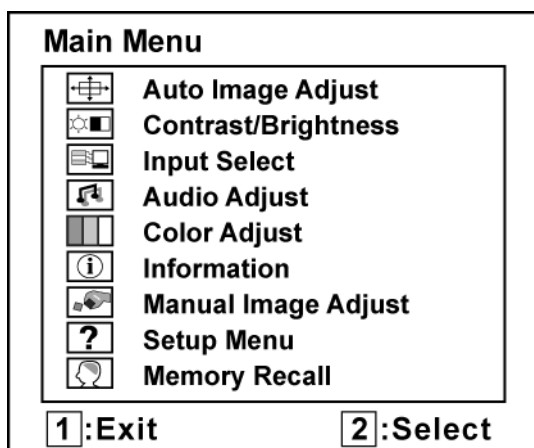 Main Menu
Auto Image Adjust
Contrast/Brightness
Input Select
Audio Adjust
Color Adjust
Information
Manual Image Adjust
? Setup Menu
Memory Recall
1:Exit 2:Select